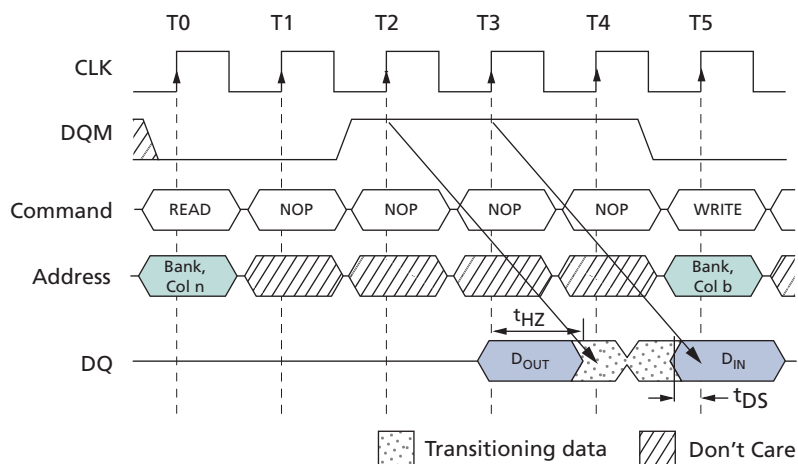 T0 T1 T2 T3 T4 T5
CLK
DQM
Command READ NOP NOP NOP NOP WRITE
Address Bank, Col n Bank, Col b
tHZ
DQ DOUT DIN
tDS
Transitioning data Don't Care